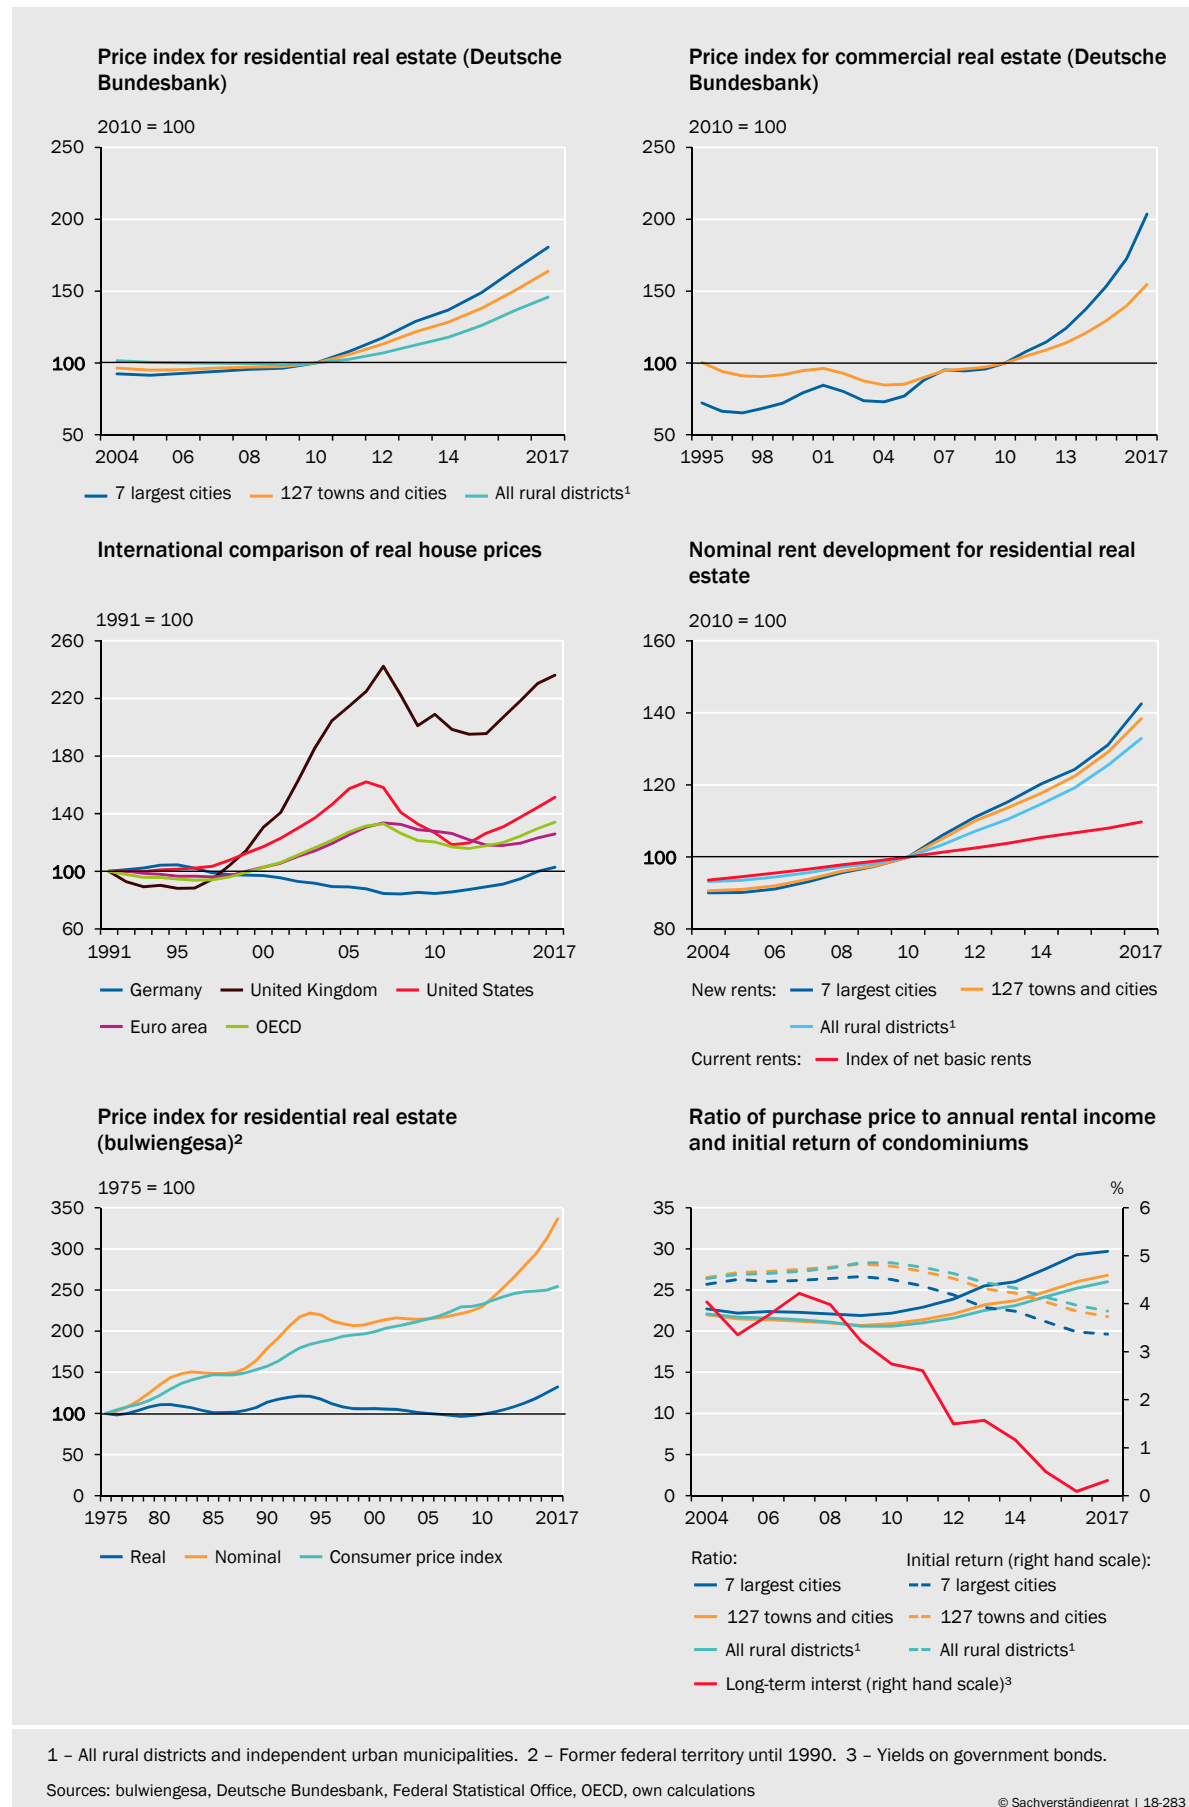 Price index for residential real estate (Deutsche
Bundesbank)
2010 = 100
250
200
150
100
50
2004 06 08 10 12 14 2017
7 largest cities 127 towns and cities All rural districts¹
Price index for commercial real estate (Deutsche
Bundesbank)
2010 = 100
250
200
150
100
50
1995 98 01 04 07 10 13 2017
International comparison of real house prices
1991 = 100
260
220
180
140
100
60
1991 95 00 05 10 2017
Germany United Kingdom United States
Euro area OECD
Nominal rent development for residential real
estate
2010 = 100
160
140
120
100
80
2004 06 08 10 12 14 2017
New rents: 7 largest cities 127 towns and cities
All rural districts¹
Current rents: Index of net basic rents
Price index for residential real estate
(bulwiengesa)²
1975 = 100
350
300
250
200
150
100
50
0
1975 80 85 90 95 00 05 10 2017
Real Nominal Consumer price index
Ratio of purchase price to annual rental income
and initial return of condominiums
%
35 6
30 5
25 4
20 3
15 2
10 1
5 0
0
2004 06 08 10 12 14 2017
Ratio: Initial return (right hand scale):
7 largest cities 7 largest cities
127 towns and cities 127 towns and cities
All rural districts¹ All rural districts¹
Long-term interst (right hand scale)³
1 – All rural districts and independent urban municipalities. 2 – Former federal territory until 1990. 3 – Yields on government bonds.
Sources: bulwiengesa, Deutsche Bundesbank, Federal Statistical Office, OECD, own calculations
© Sachverständigenrat | 18-283